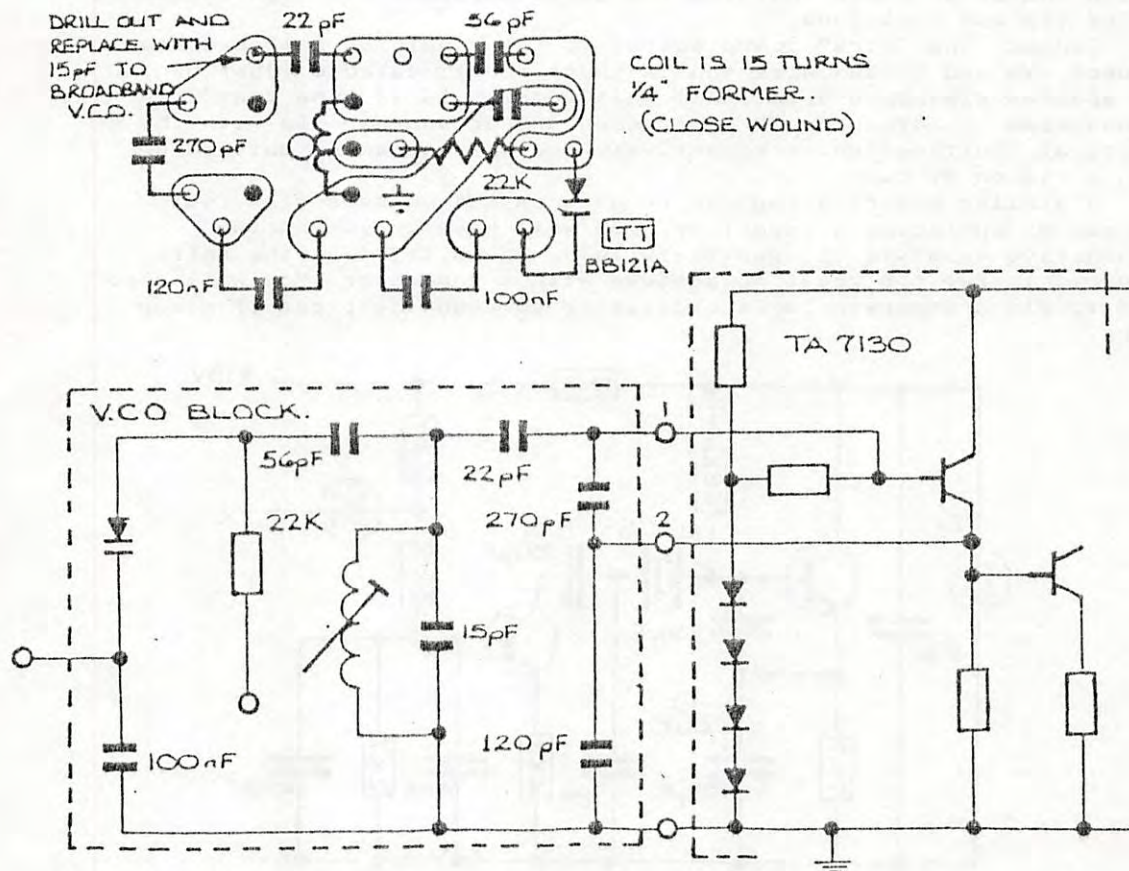 DRILL OUT AND
REPLACE WITH
15pF TO
BROADBAND
V.C.O.
22pF
56pF
COIL IS 15 TURNS
1/4" FORMER.
(CLOSE WOUND)
270pF
22K
120nF
100nF
ITT
BB121A
TA 7130
V.C.O BLOCK.
56pF
22pF
1
22K
270pF
2
15pF
100nF
120pF